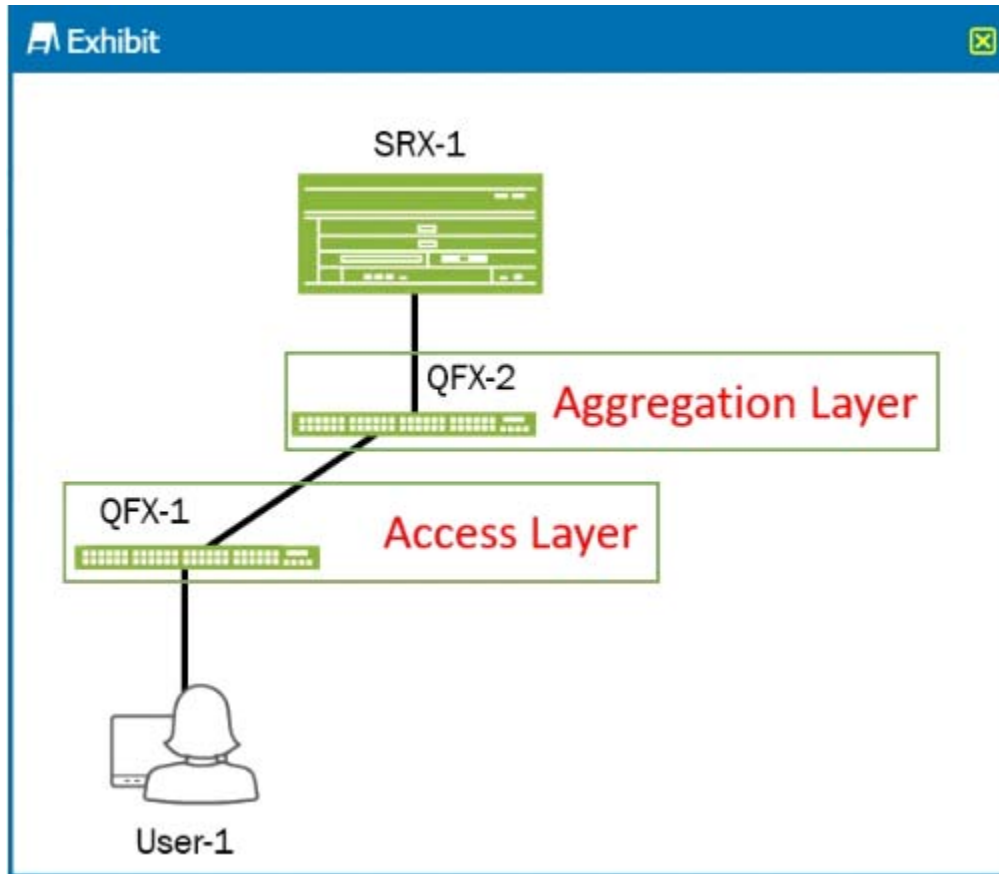 Exhibit
SRX-1
QFX-2
Aggregation Layer
QFX-1
Access Layer
User-1